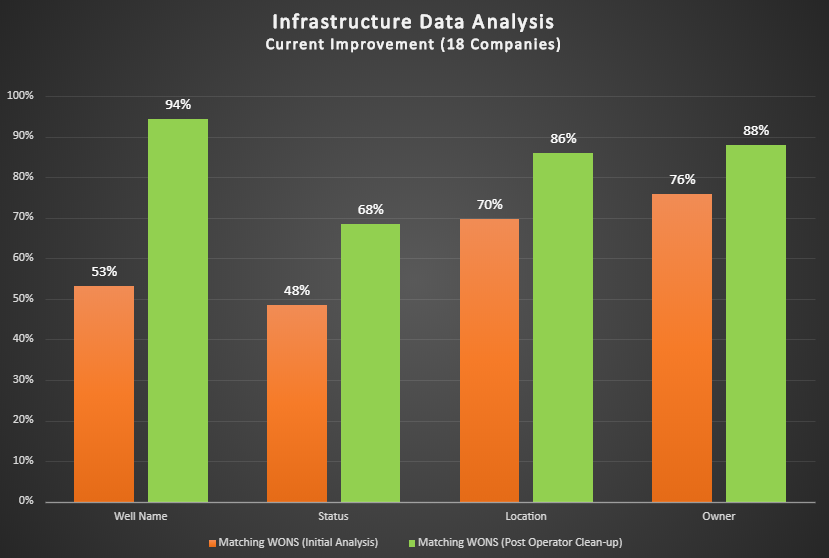 Infrastructure Data Analysis
Current Improvement (18 Companies)
100%
90%
80%
70%
60%
50%
40%
30%
20%
10%
0%
53%
94%
48%
68%
70%
86%
76%
88%
Well Name
Status
Location
Owner
Matching WONS (Initial Analysis)
Matching WONS (Post Operator Clean-up)